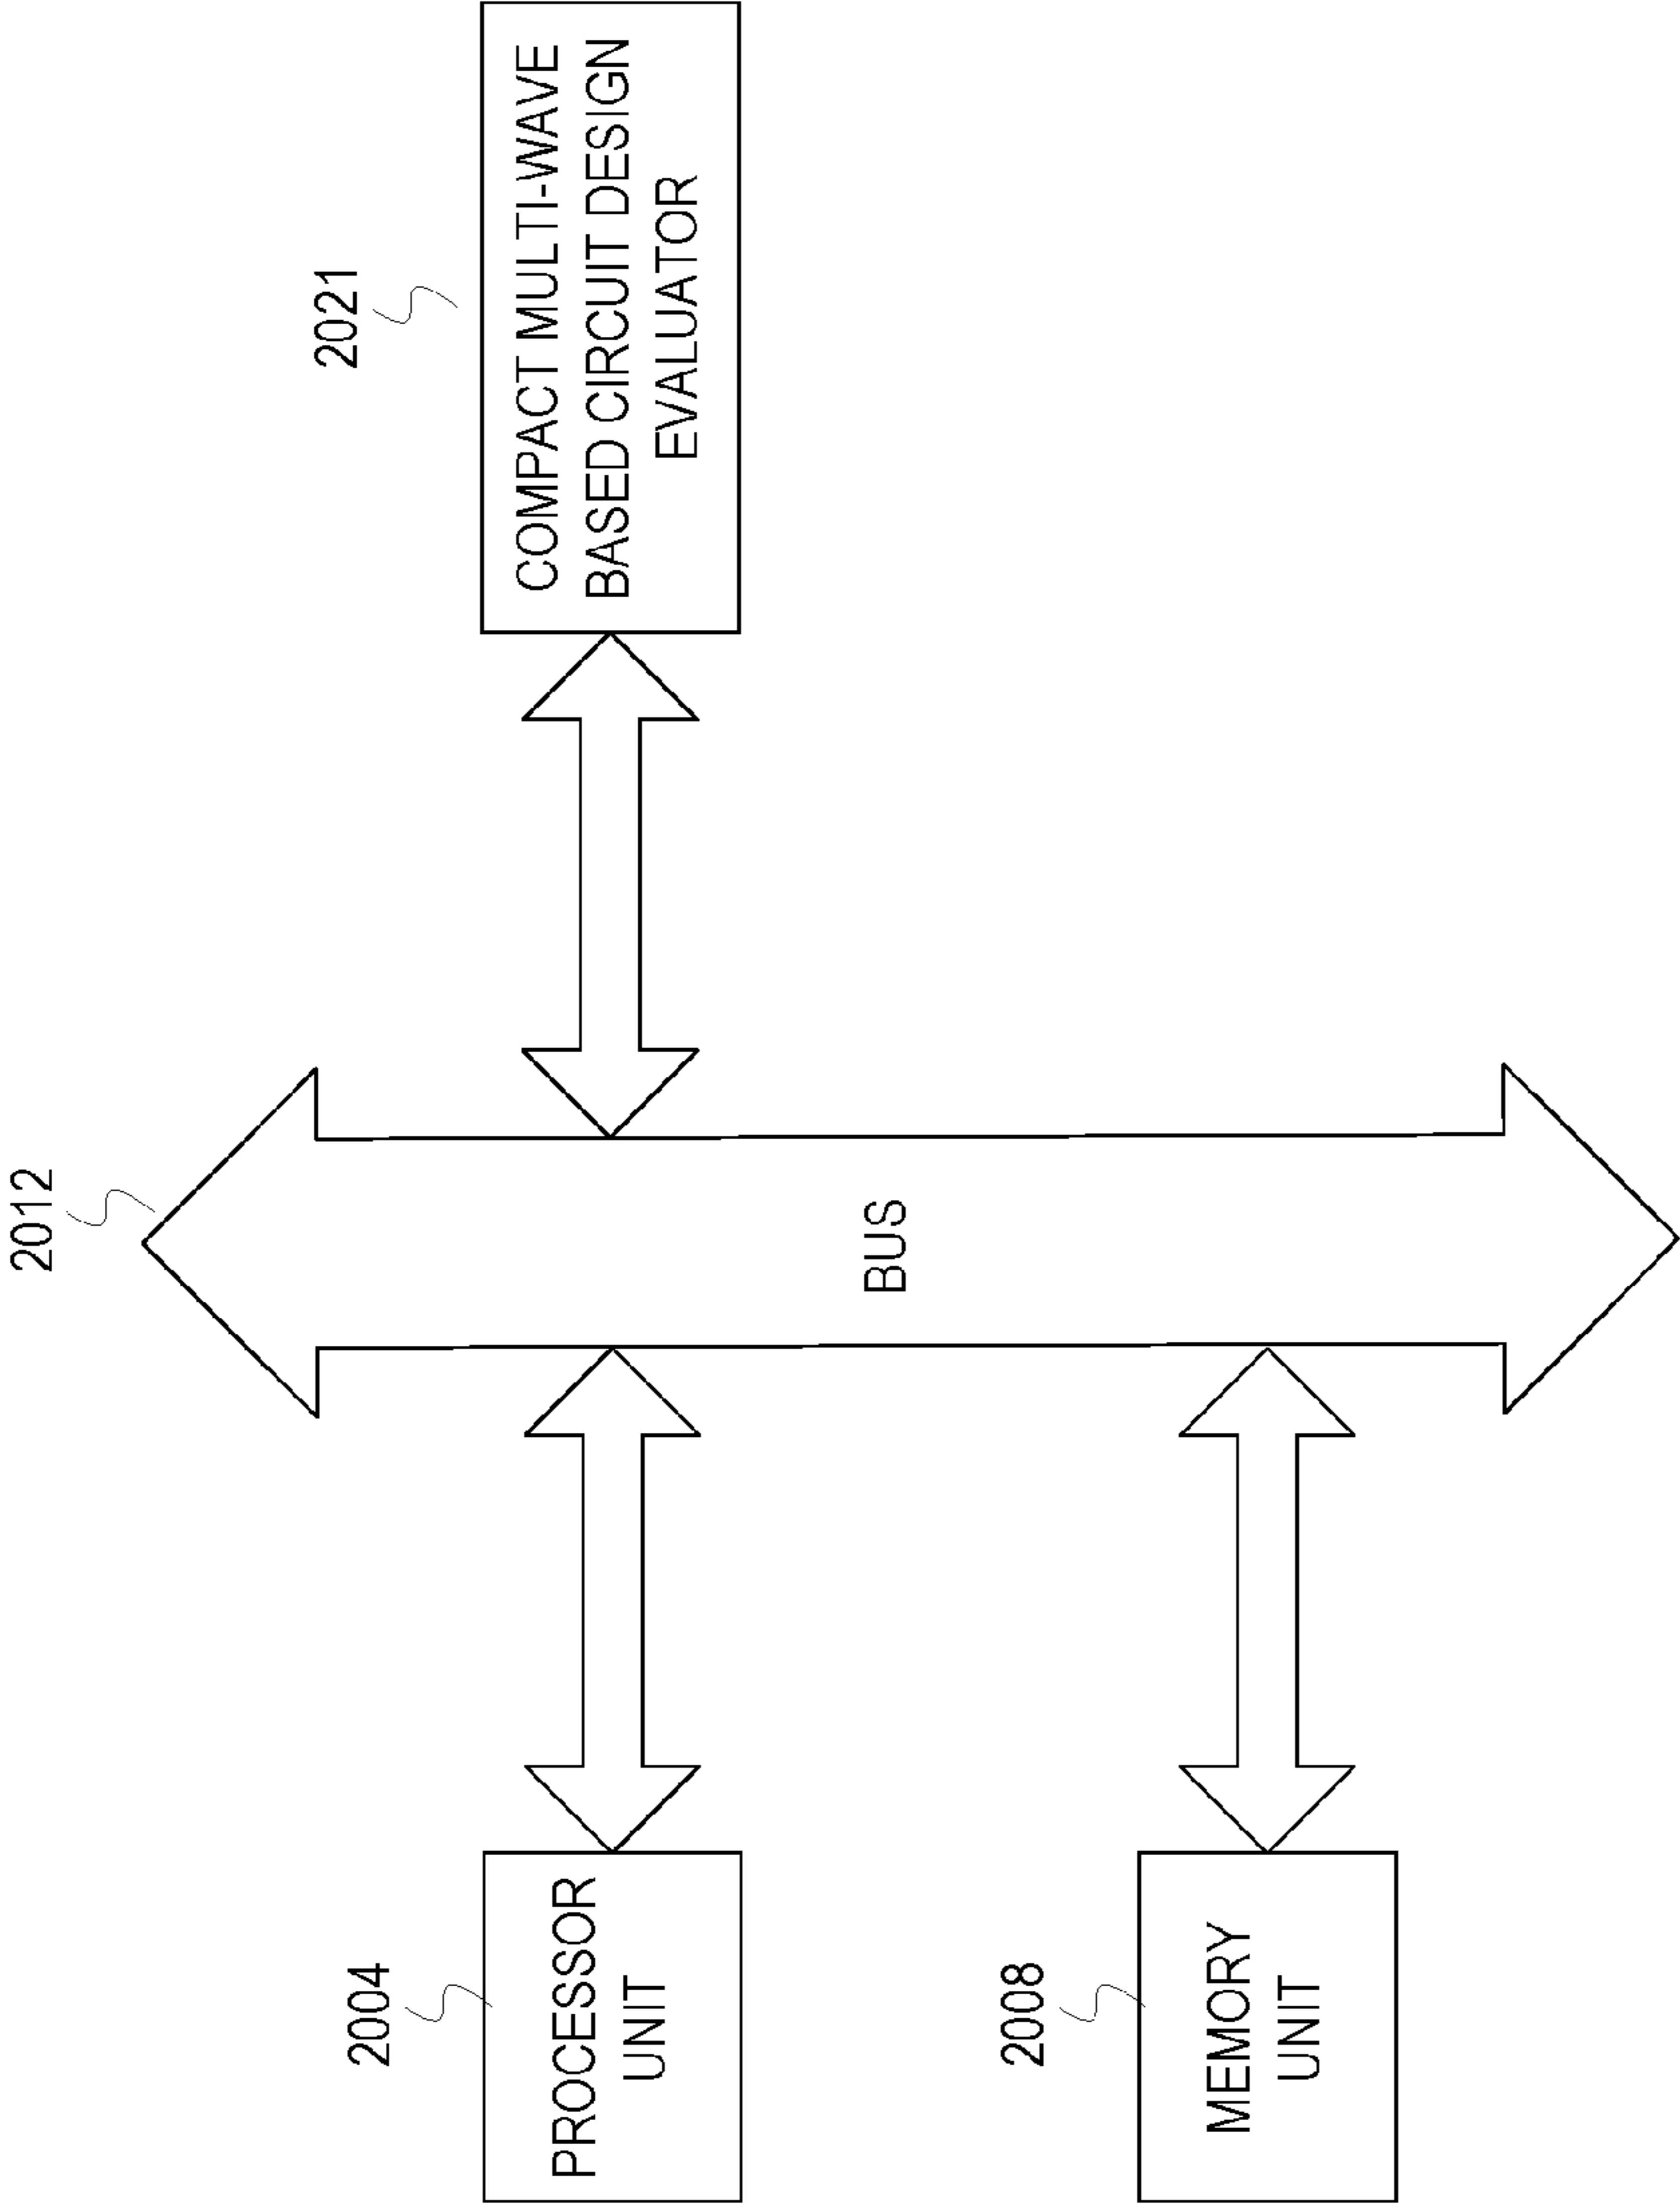 2012
2004
PROCESSOR
UNIT
2021
COMPACT MULTI-WAVE
BASED CIRCUIT DESIGN
EVALUATOR
BUS
2008
MEMORY
UNIT